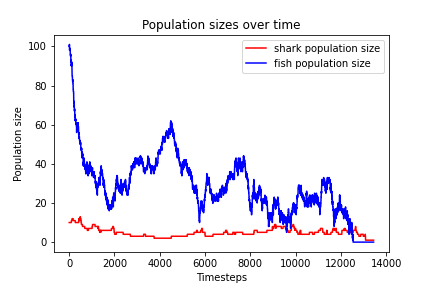 Population sizes over time
shark population size
fish population size
Population size
100
80
60
40
20
0
0
2000
4000
6000
8000
10000
12000
14000
Timesteps